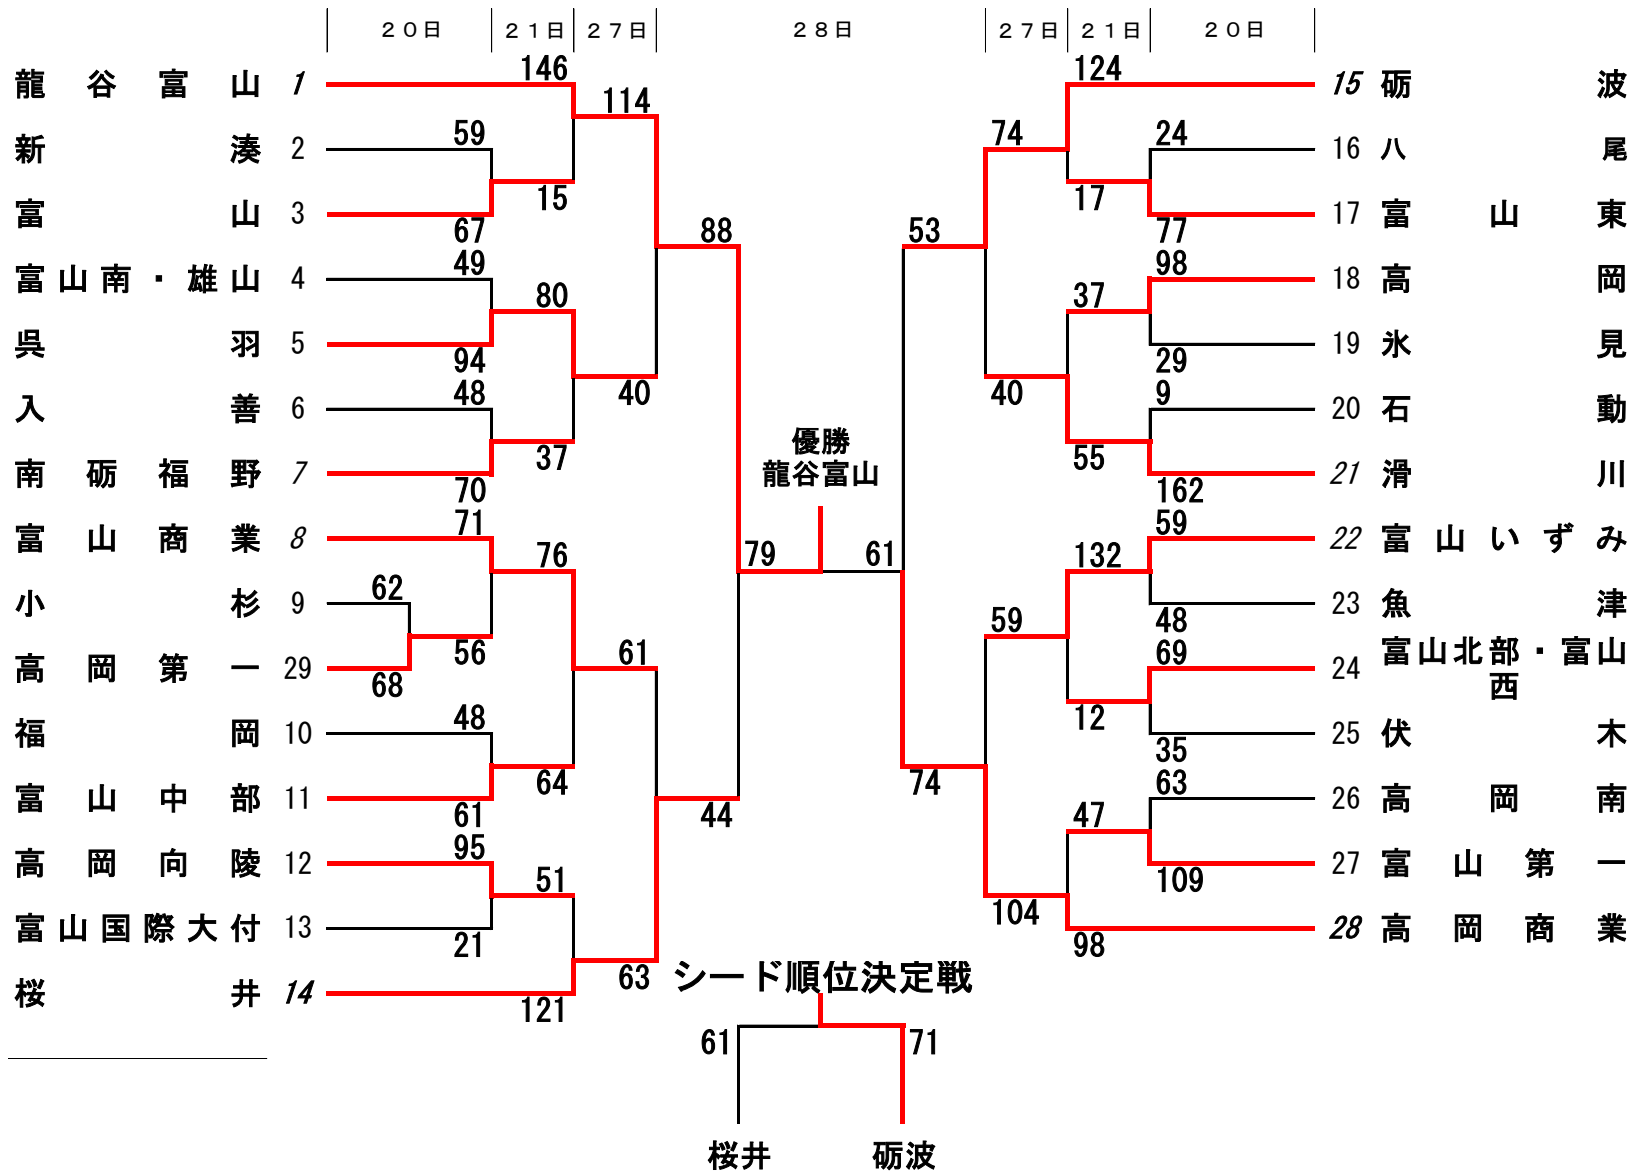 20日 21日 27日 28日 27日 21日 20日
龍谷富山 1 146 124 15 砺波
114
新湊 2 59 74 24 16 八尾
15 17
富山 3 67 77 17 富山東
88 53
富山南・雄山 4 49 98 18 高岡
80 37
呉羽 5 94 29 19 氷見
40 40
入善 6 48 9 20 石動
37 55
優勝
龍谷富山
南砺福野 7 70 162 21 滑川
富山商業 8 71 59 22 富山いずみ
76 79 61 132
小杉 9 62 48 23 魚津
56 61 59
高岡第一 29 68 69 24 富山北部・富山西
福岡 10 48 12 35 25 伏木
64 74
富山中部 11 61 63 26 高岡南
44 47
高岡向陵 12 95 109 27 富山第一
51
富山国際大付 13 21 104 98 28 高岡商業
63
桜井 14 121
シード順位決定戦
61 71
桜井 砺波